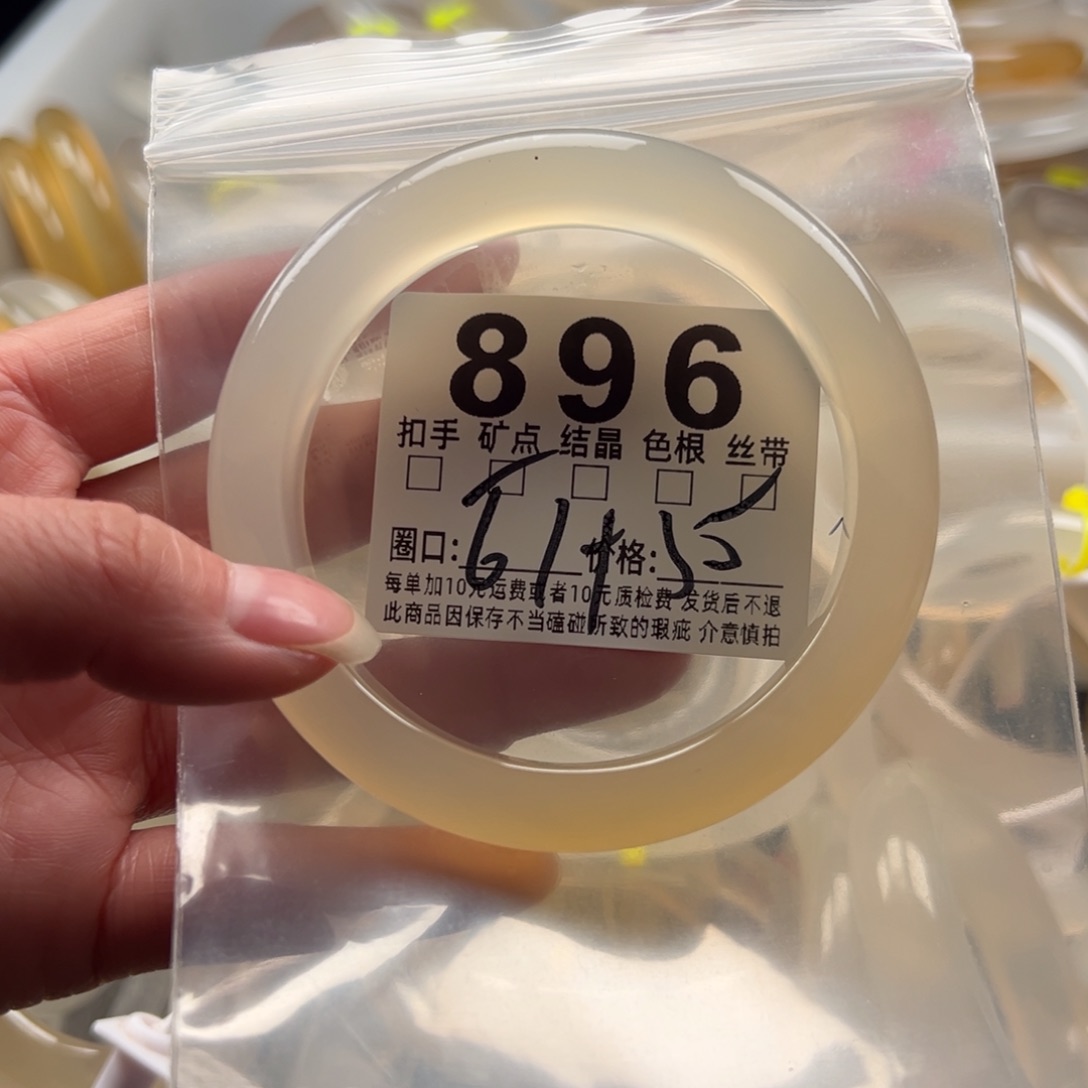 896
扣手 矿点 结晶 色根 丝带
圈口: 价格:
每单加10元运费或者10元质检费 发货后不退
此商品因保存不当磕碰所致的瑕疵 介意慎拍